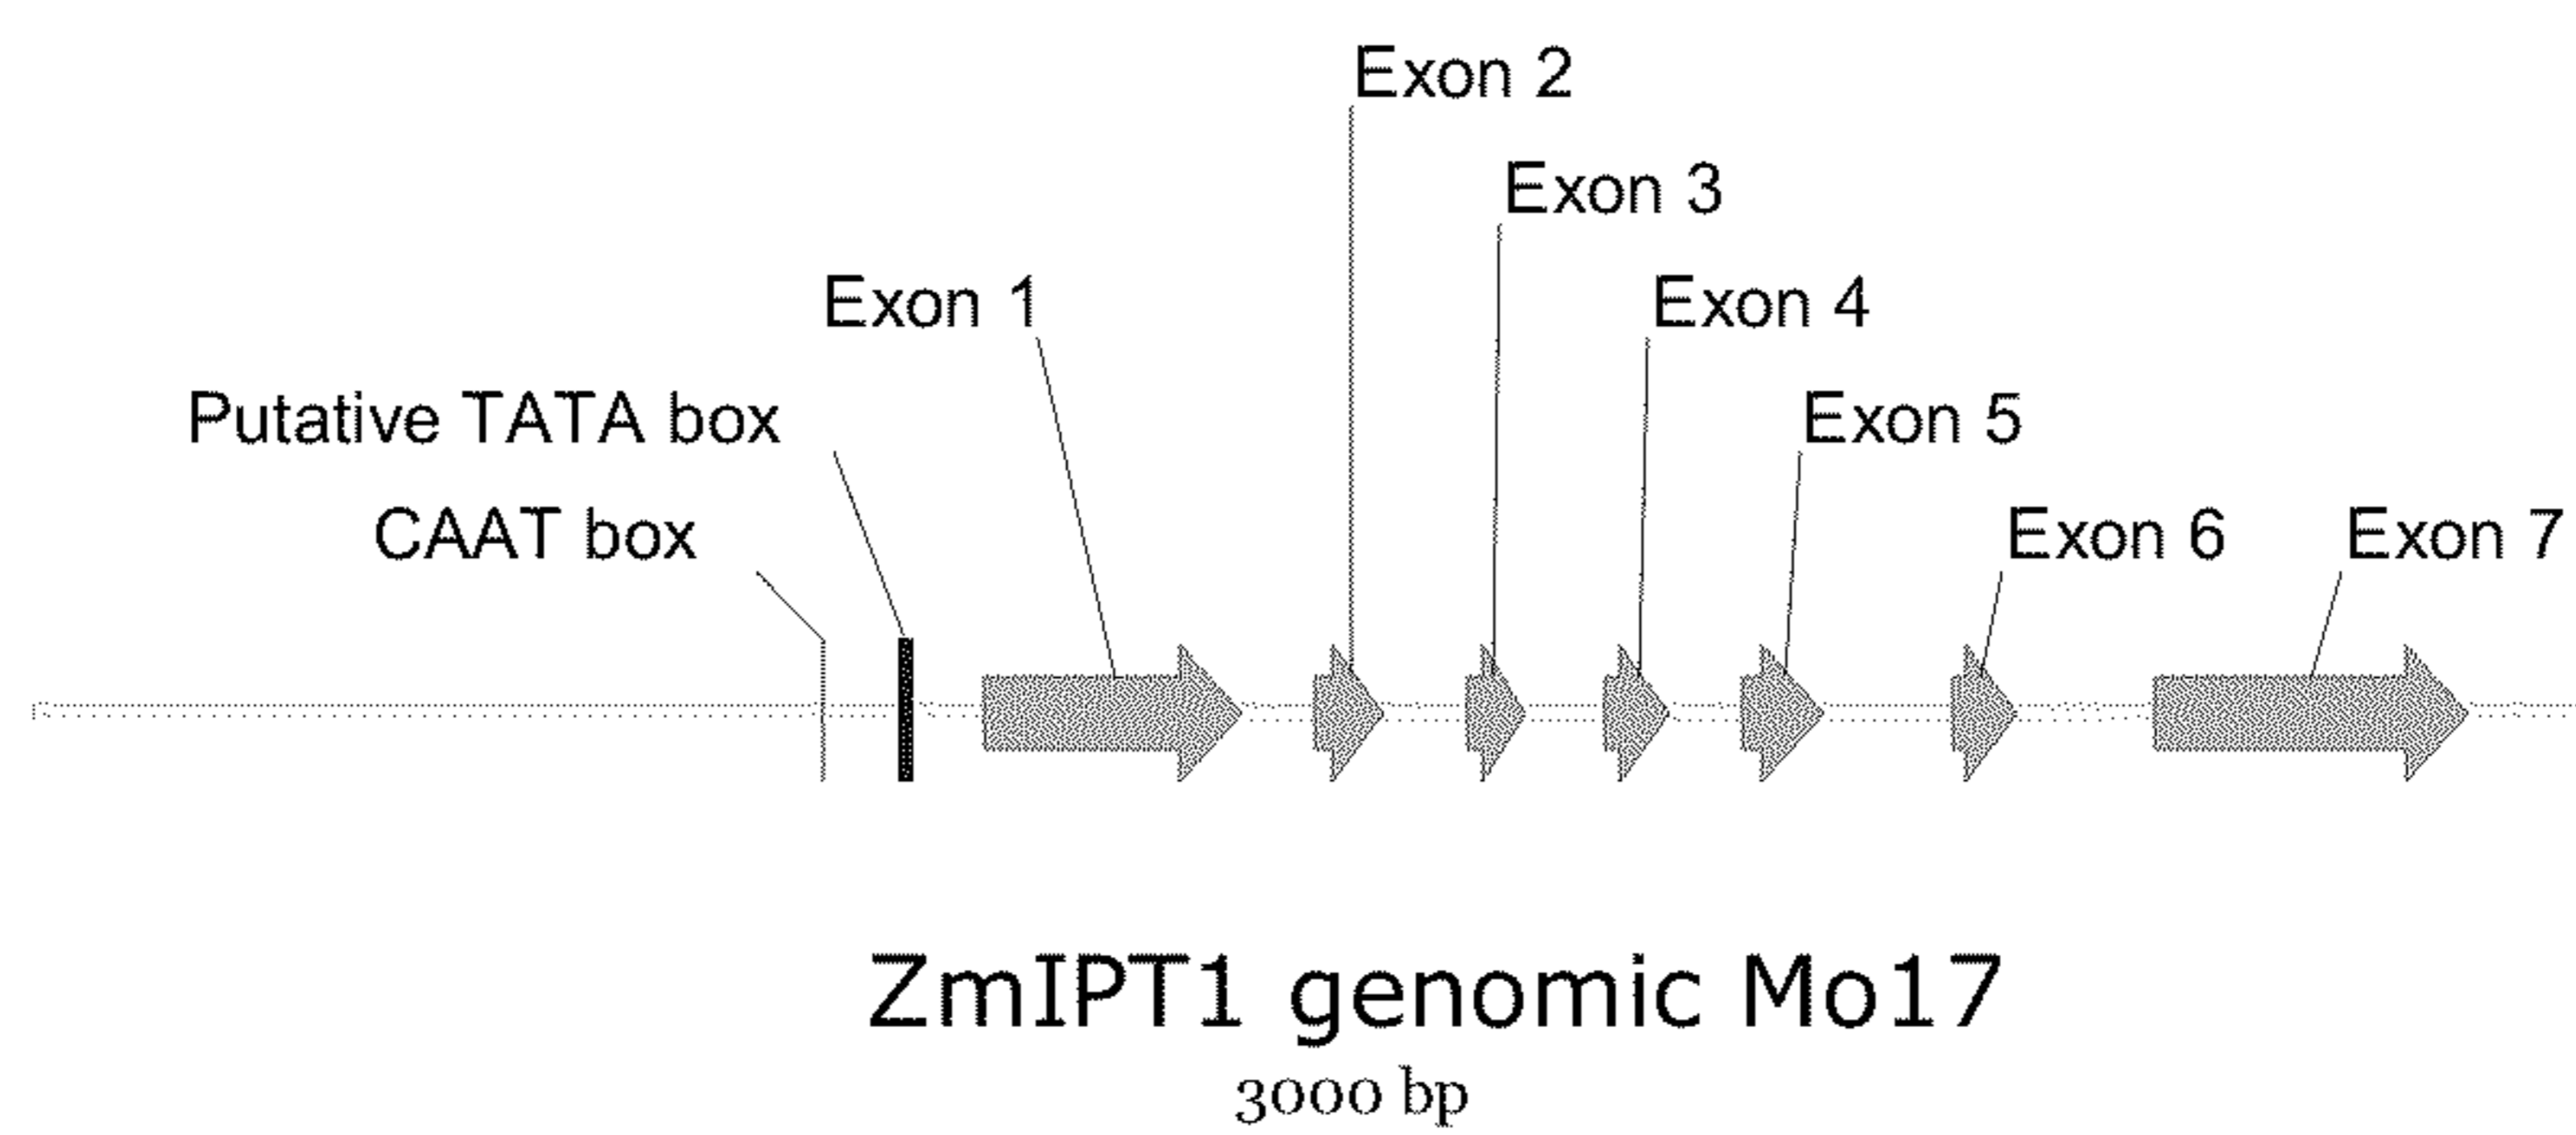 Exon 2
Exon 3
Exon 1
Exon 4
Putative TATA box
Exon 5
CAAT box
Exon 6
Exon 7
ZmIPT1 genomic Mo17
3000 bp